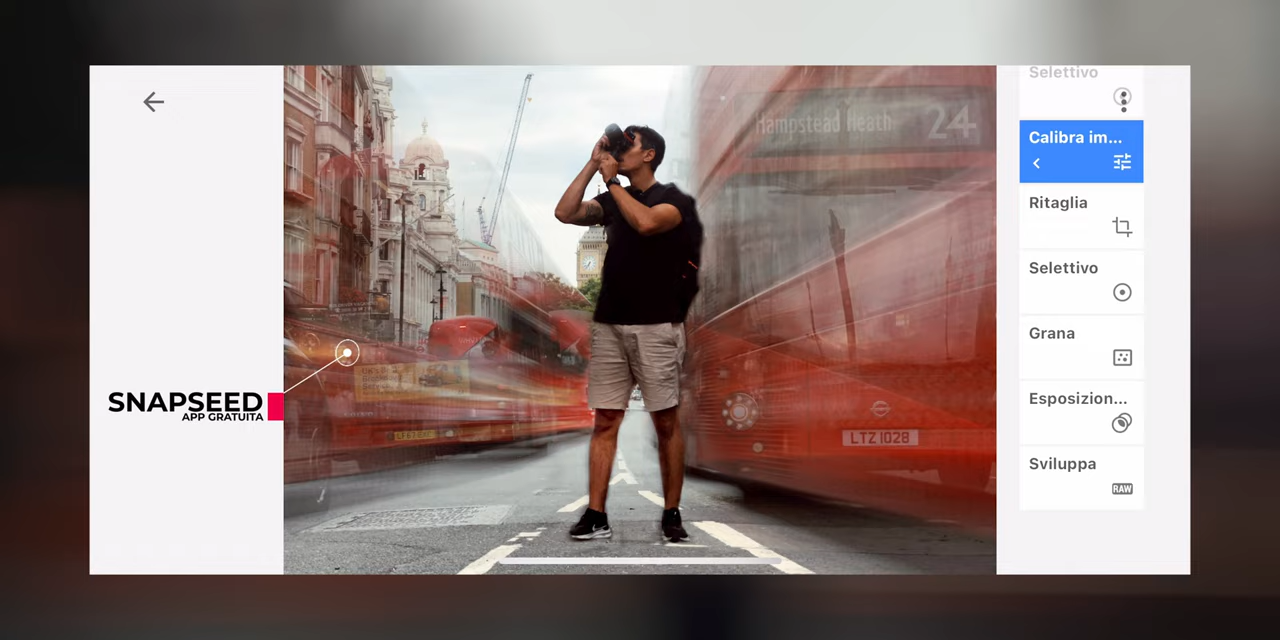 Selettivo
Calibra im...
Ritaglia
Selettivo
Grana
Esposizion...
Sviluppa
RAW
SNAPSEED
APP GRATUITA
Hampstead Heath
24
LTZ 1028